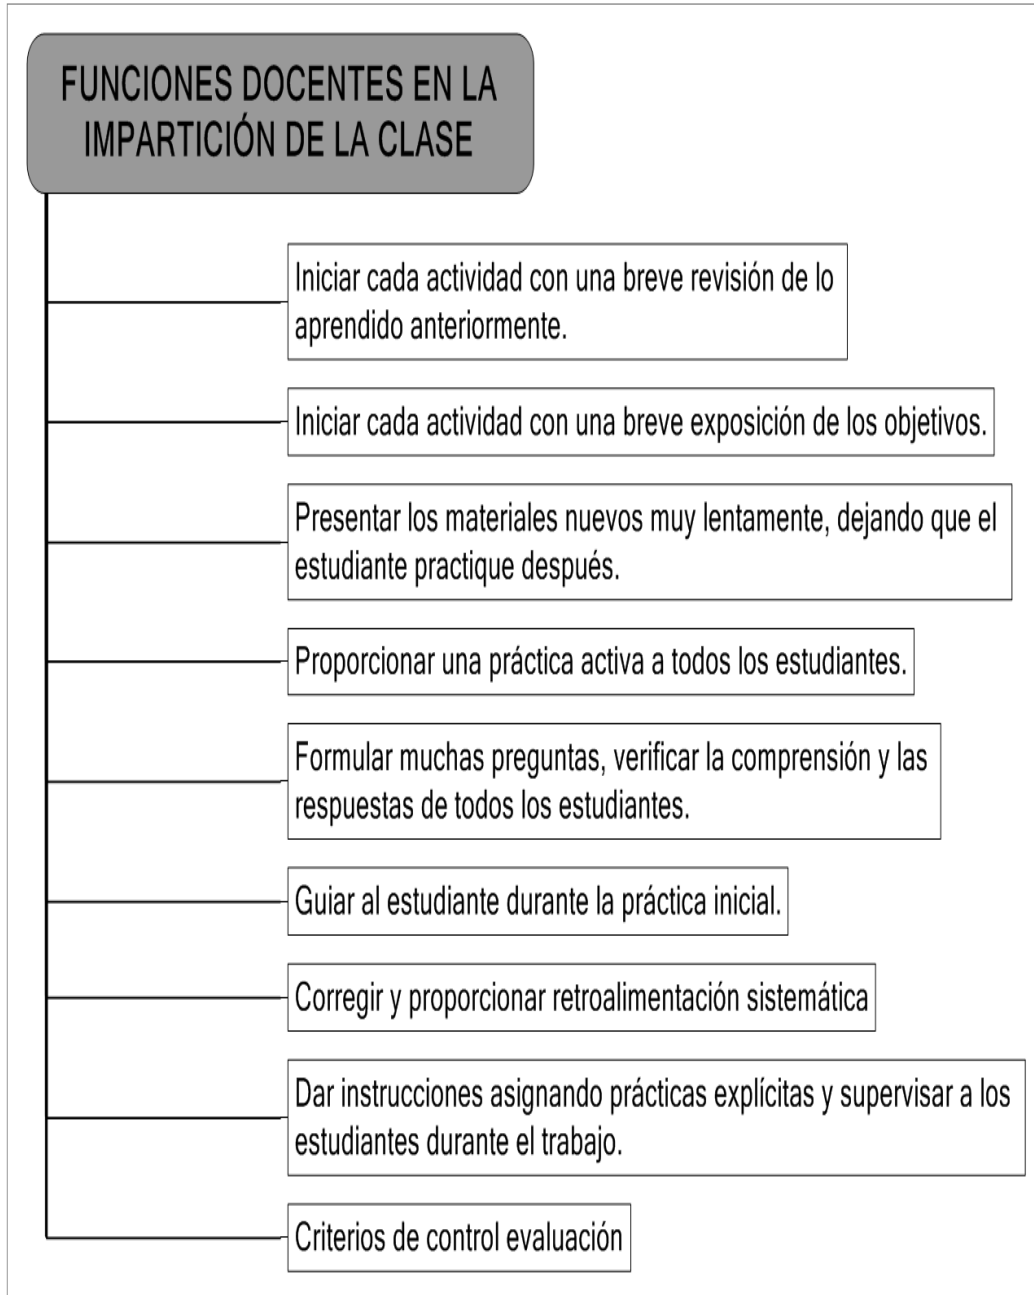 FUNCIONES DOCENTES EN LA
IMPARTICIÓN DE LA CLASE
Iniciar cada actividad con una breve revisión de lo
aprendido anteriormente.
Iniciar cada actividad con una breve exposición de los objetivos.
Presentar los materiales nuevos muy lentamente, dejando que el
estudiante practique después.
Proporcionar una práctica activa a todos los estudiantes.
Formular muchas preguntas, verificar la comprensión y las
respuestas de todos los estudiantes.
Guiar al estudiante durante la práctica inicial.
Corregir y proporcionar retroalimentación sistemática
Dar instrucciones asignando prácticas explícitas y supervisar a los
estudiantes durante el trabajo.
Criterios de control evaluación